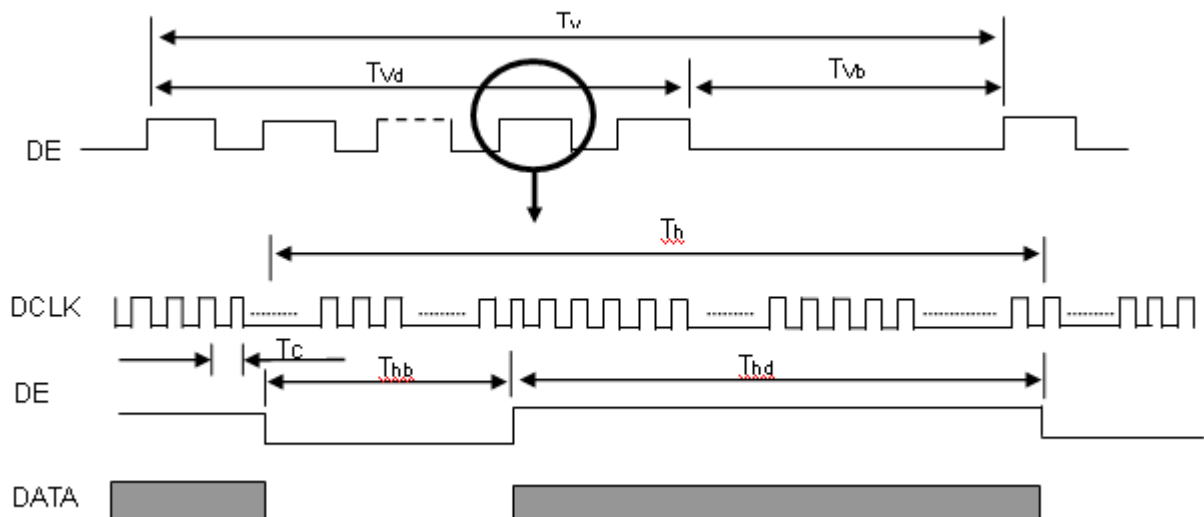 Tv
Tvd
Tvb
DE
Th
DCLK
Tc
Thb
Thd
DE
DATA